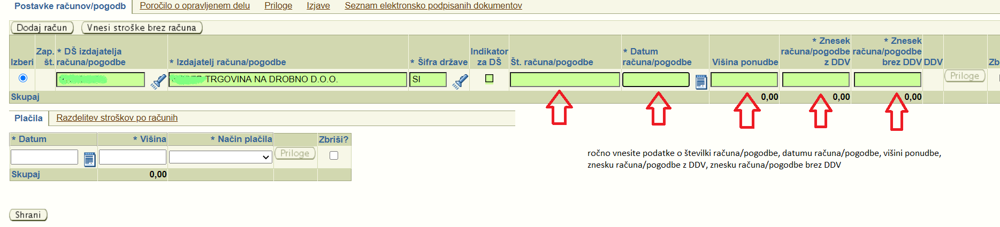 Postavke računov/pogodb Poročilo o opravljenem delu Priloge Izjave Seznam elektronsko podpisanih dokumentov
Dodaj račun Vnesi stroške brez računa
Izberi
Zap. št.
* DŠ izdajatelja
računa/pogodbe
* Izdajatelj računa/pogodbe
* Šifra države
Indikator
za DŠ
Št. računa/pogodbe
* Datum
računa/pogodbe
Višina ponudbe
* Znesek
računa/pogodbe
z DDV
* Znesek
računa/pogodbe
brez DDV
DDV
TRGOVINA NA DROBNO D.O.O. SI Priloge
Skupaj 0,00 0,00 0,00
Plačila Razdelitev stroškov po računih
* Datum * Višina * Način plačila Zbriši?
Priloge
Skupaj 0,00
ročno vnesite podatke o številki računa/pogodbe, datumu računa/pogodbe, višini ponudbe,
znesku računa/pogodbe z DDV, znesku računa/pogodbe brez DDV
Shrani